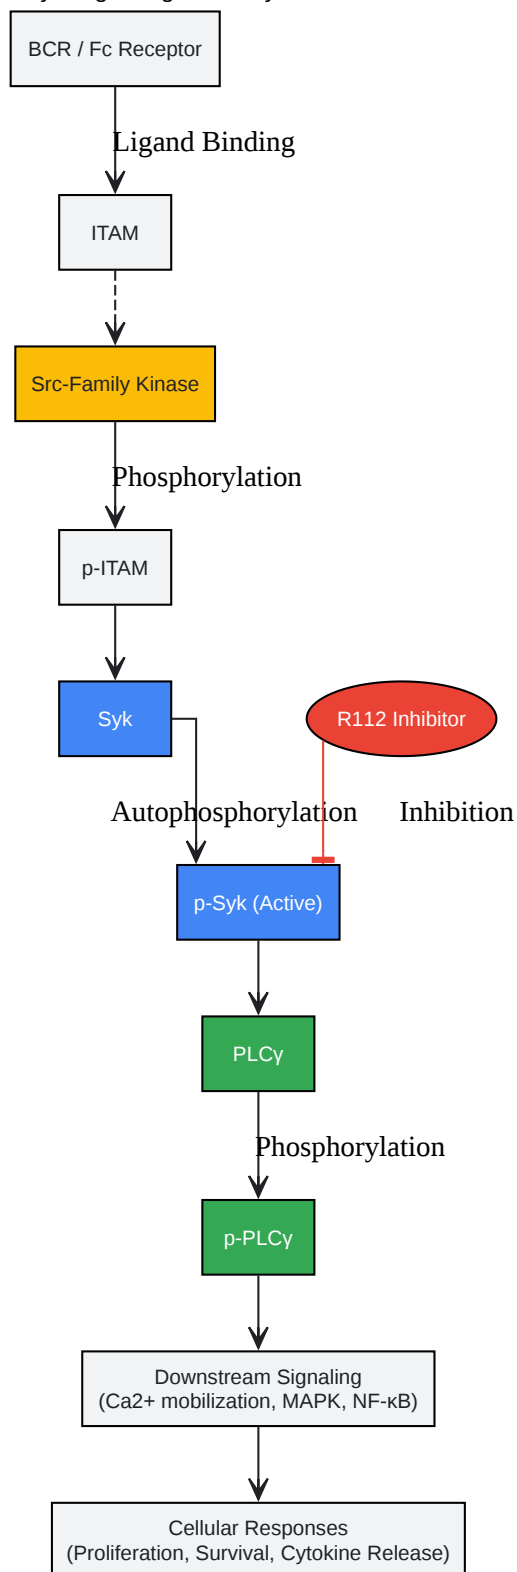 BCR / Fc Receptor
Ligand Binding
ITAM
Src-Family Kinase
Phosphorylation
p-ITAM
Syk
R112 Inhibitor
Autophosphorylation
Inhibition
p-Syk (Active)
PLCγ
Phosphorylation
p-PLCγ
Downstream Signaling
(Ca2+ mobilization, MAPK, NF-κB)
Cellular Responses
(Proliferation, Survival, Cytokine Release)